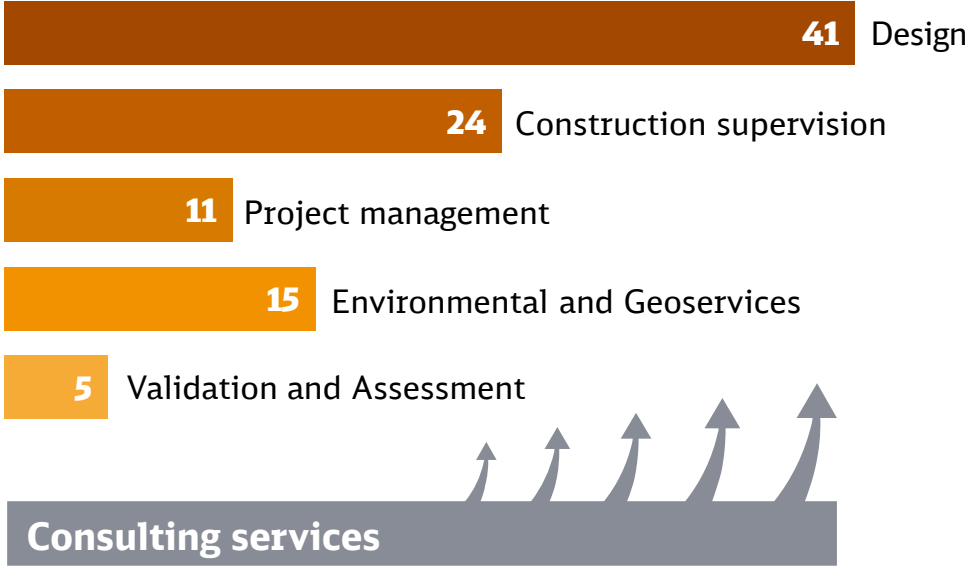 41 Design
24 Construction supervision
11 Project management
15 Environmental and Geoservices
5 Validation and Assessment
Consulting services